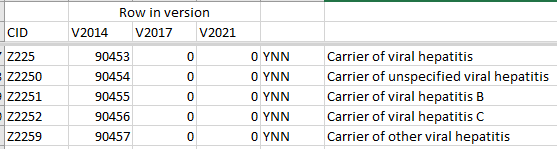 Row in version
CID V2014 V2017 V2021
Z225 90453 0 0 YNN Carrier of viral hepatitis
Z2250 90454 0 0 YNN Carrier of unspecified viral hepatitis
Z2251 90455 0 0 YNN Carrier of viral hepatitis B
Z2252 90456 0 0 YNN Carrier of viral hepatitis C
Z2259 90457 0 0 YNN Carrier of other viral hepatitis